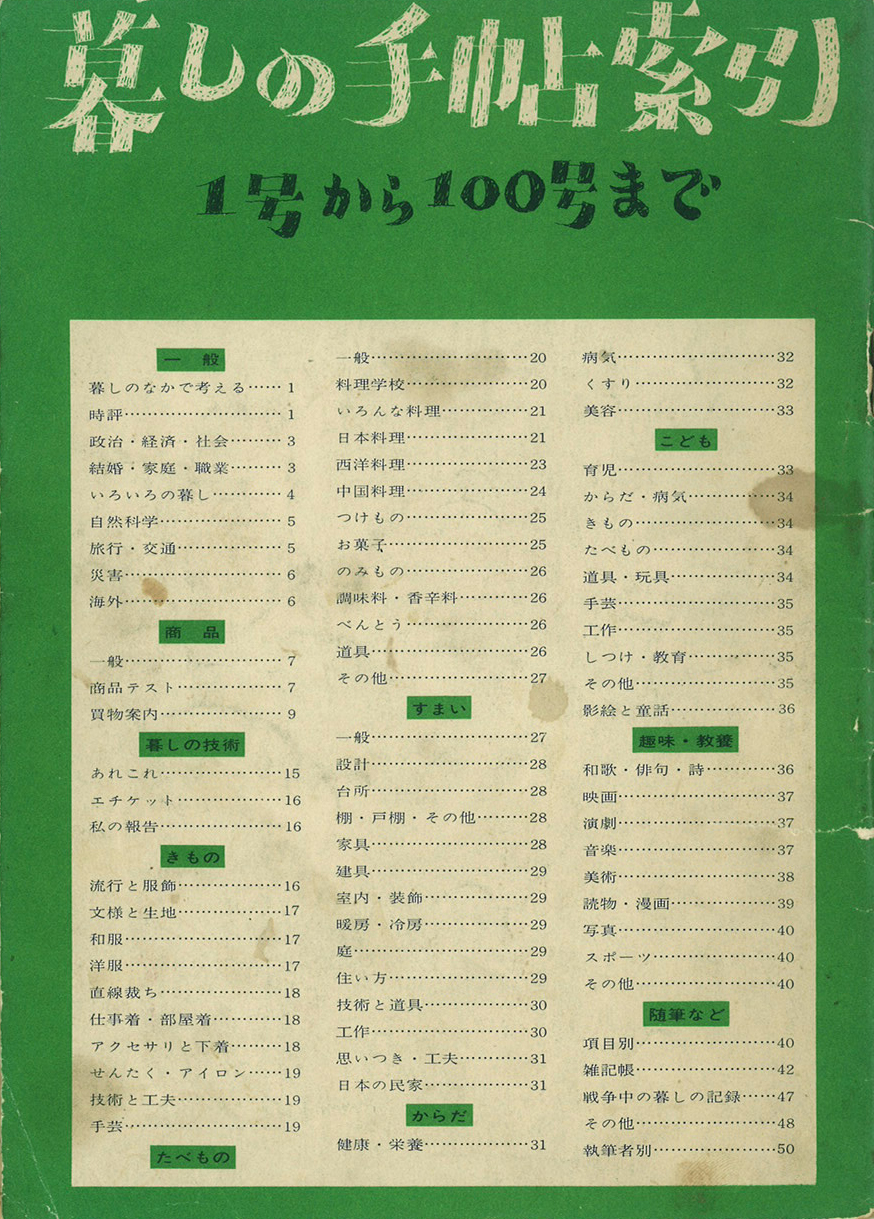 暮しの手帖索引
1号から100号まで
一般
暮しのなかで考える……1
時評……………………1
政治・経済・社会………3
結婚・家庭・職業………3
いろいろの暮し…………4
自然科学…………………5
旅行・交通………………5
災害……………………6
海外……………………6
商品
一般……………………7
商品テスト………………7
買物案内…………………9
暮しの技術
あれこれ…………………15
エチケット………………16
私の報告…………………16
きもの
流行と服飾………………16
文様と生地………………17
和服……………………17
洋服……………………17
直線裁ち…………………18
仕事着・部屋着…………18
アクセサリと下着………18
せんたく・アイロン……19
技術と工夫………………19
手芸……………………19
たべもの
一般……………………20
料理学校…………………20
いろんな料理……………21
日本料理…………………21
西洋料理…………………23
中国料理…………………24
つけもの…………………25
お菓子…………………25
のみもの…………………26
調味料・香辛料…………26
べんとう…………………26
道具……………………26
その他…………………27
すまい
一般……………………27
設計……………………28
台所……………………28
棚・戸棚・その他………28
家具……………………28
建具……………………29
室内・装飾………………29
暖房・冷房………………29
庭………………………29
住い方…………………29
技術と道具………………30
工作……………………30
思いつき・工夫…………31
日本の民家………………31
からだ
健康・栄養………………31
病気……………………32
くすり…………………32
美容……………………33
こども
育児……………………33
からだ・病気……………34
きもの…………………34
たべもの…………………34
道具・玩具………………34
手芸……………………35
工作……………………35
しつけ・教育……………35
その他…………………35
影絵と童話………………36
趣味・教養
和歌・俳句・詩…………36
映画……………………37
演劇……………………37
音楽……………………37
美術……………………38
読物・漫画………………39
写真……………………40
スポーツ…………………40
その他…………………40
随筆など
項目別…………………40
雑記帳…………………42
戦争中の暮しの記録……47
その他…………………48
執筆者別…………………50